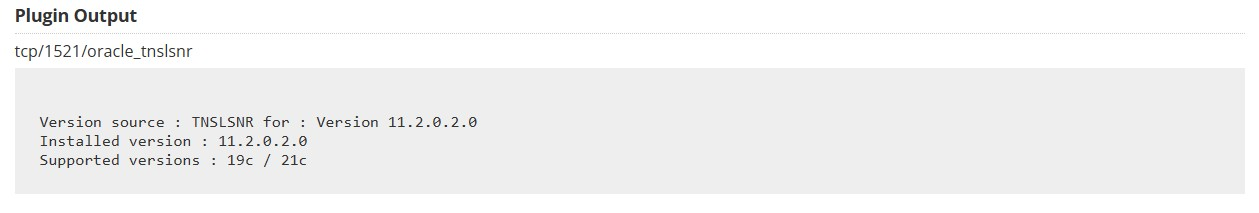 Plugin Output
tcp/1521/oracle_tnslsnr
Version source : TNSLSNR for : Version 11.2.0.2.0
Installed version : 11.2.0.2.0
Supported versions : 19c / 21c